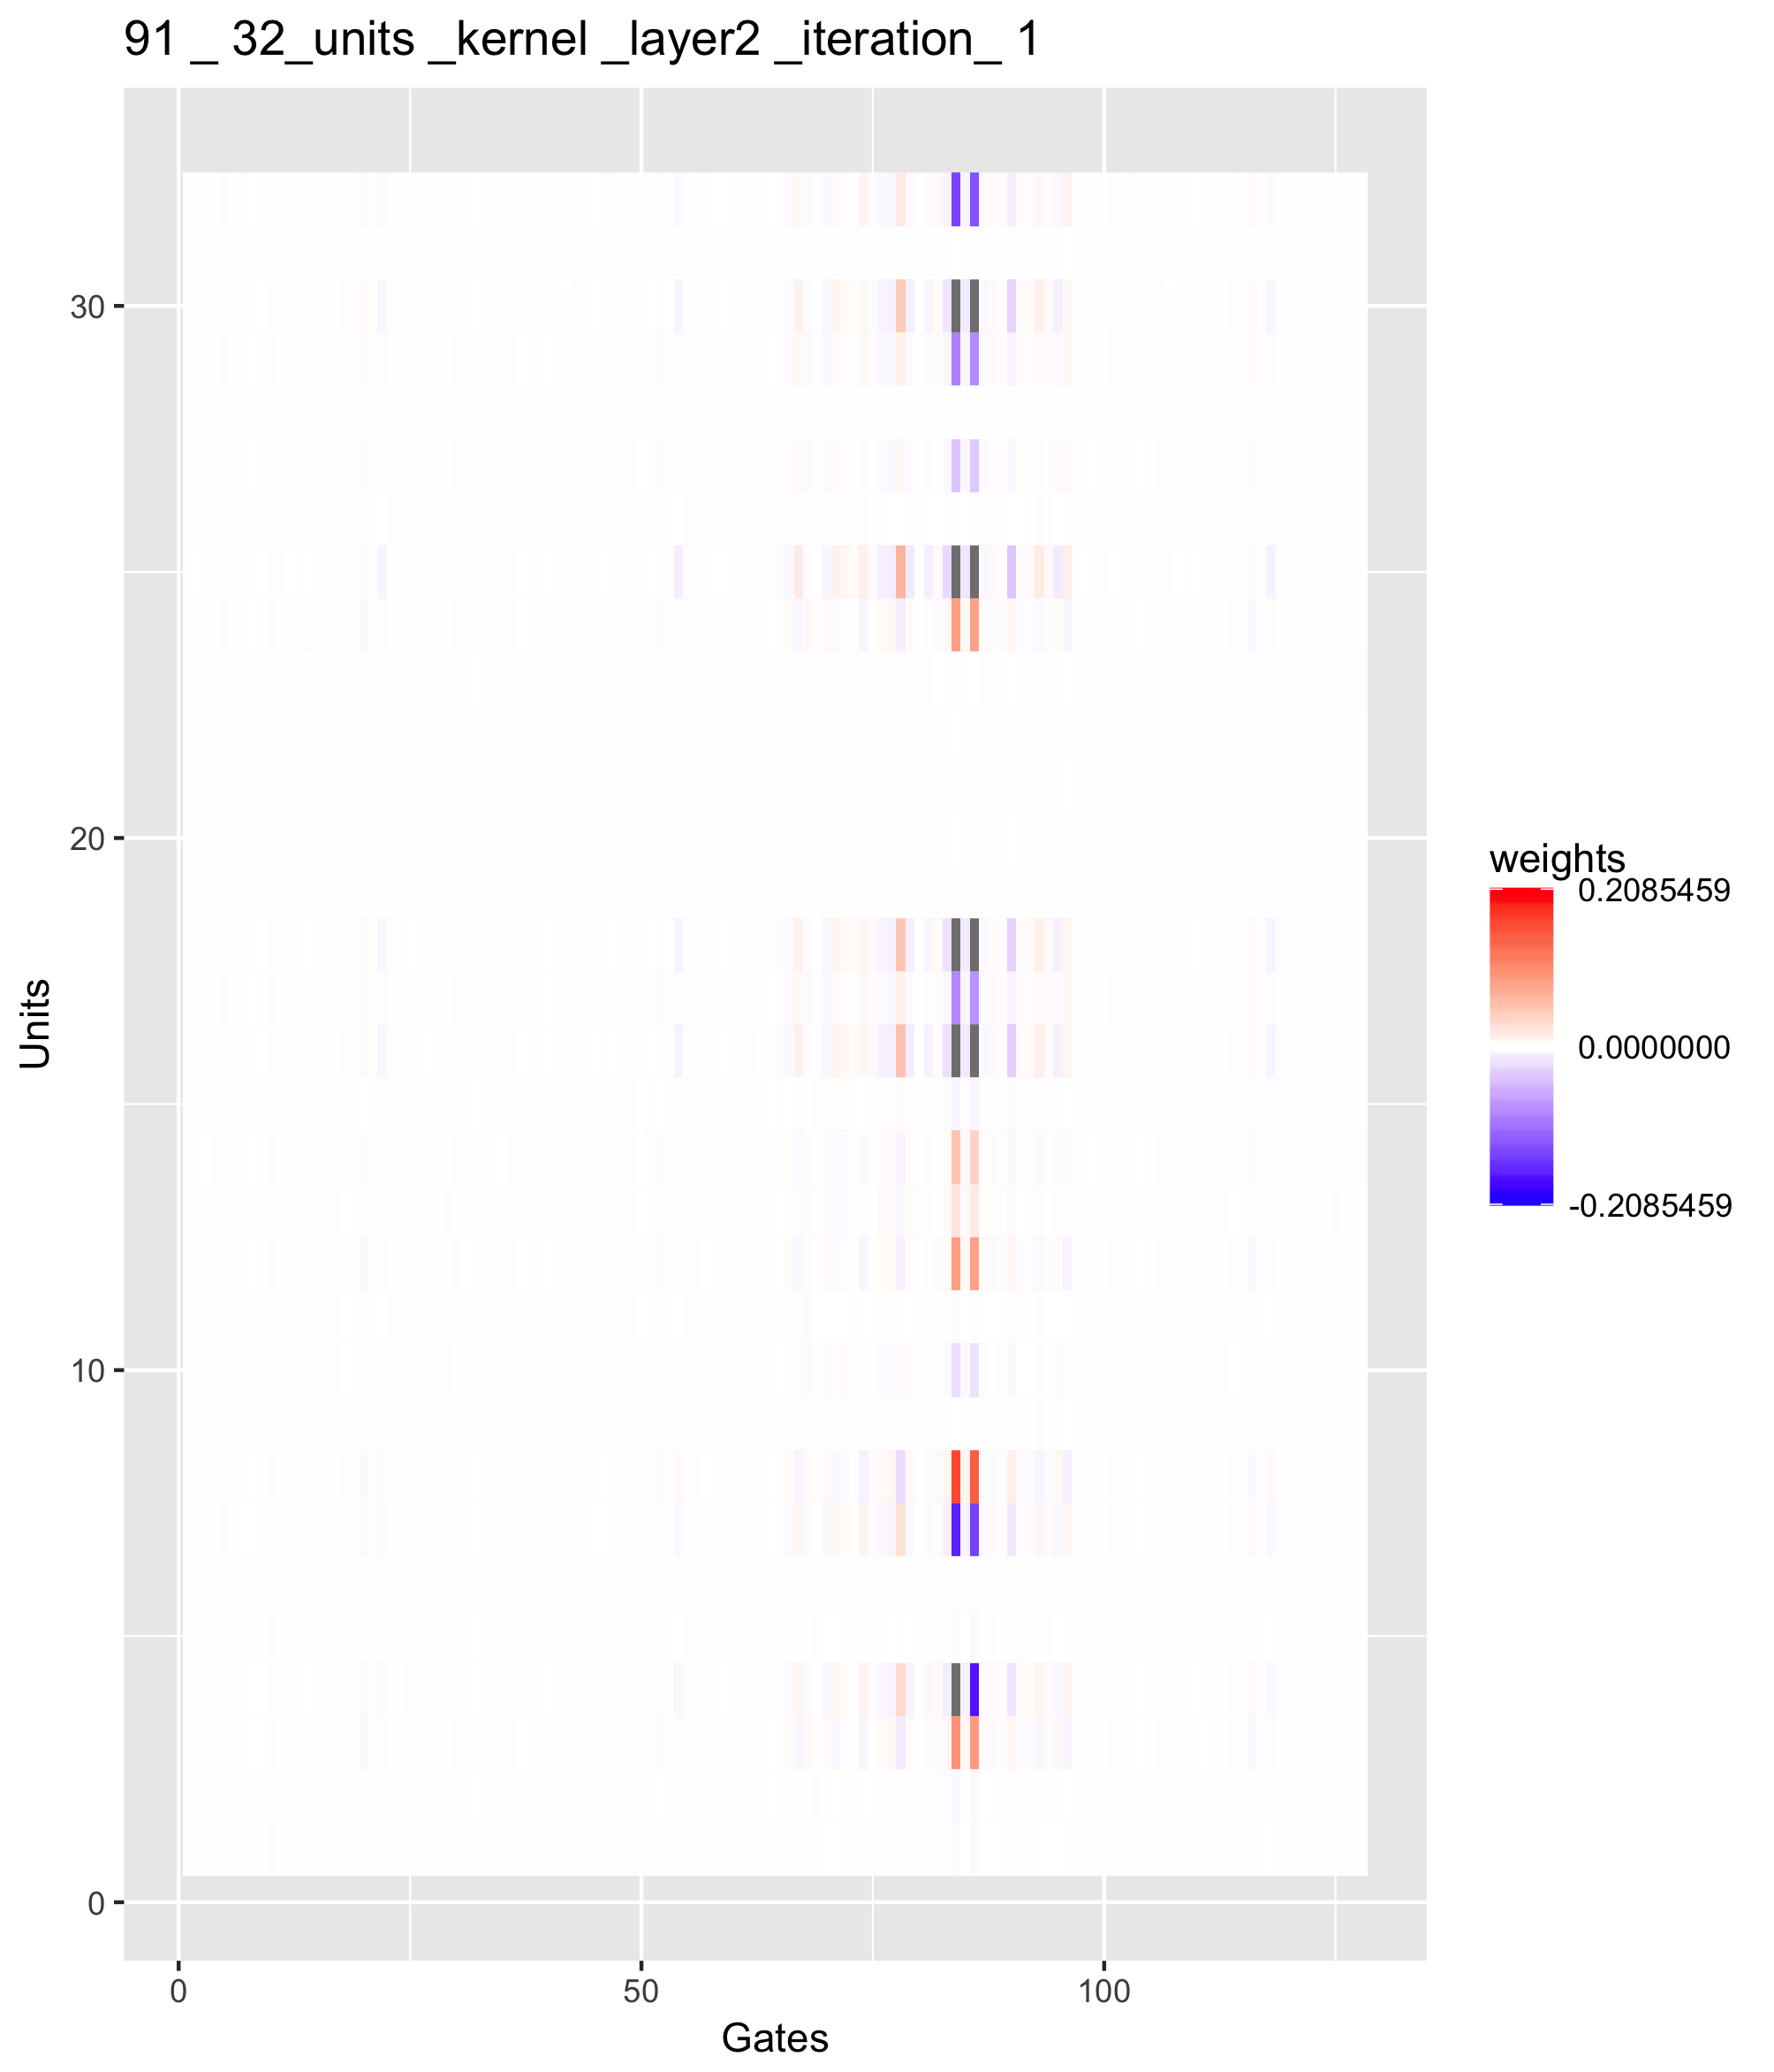 91 _ 32_units _kernel _layer2 _iteration_ 1
30
20
10
0
Units
0 50 100
Gates
weights
0.2085459
0.0000000
-0.2085459